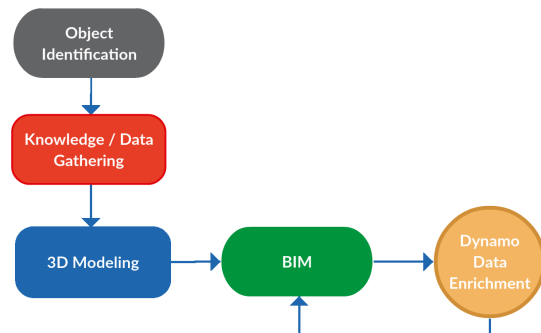 Object
Identification
Knowledge / Data
Gathering
3D Modeling
BIM
Dynamo
Data
Enrichment